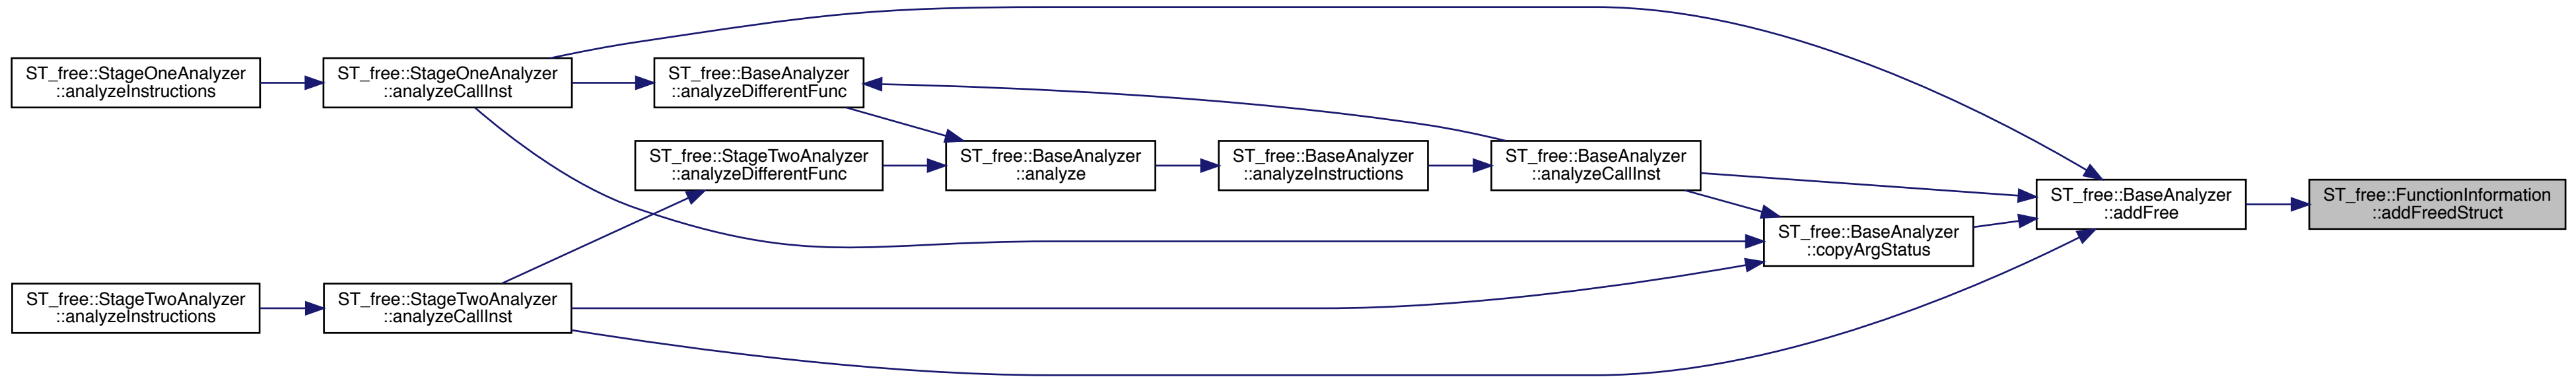 ST_free::StageOneAnalyzer
::analyzeInstructions
ST_free::StageOneAnalyzer
::analyzeCallInst
ST_free::BaseAnalyzer
::analyzeDifferentFunc
ST_free::StageTwoAnalyzer
::analyzeDifferentFunc
ST_free::BaseAnalyzer
::analyze
ST_free::BaseAnalyzer
::analyzeInstructions
ST_free::BaseAnalyzer
::analyzeCallInst
ST_free::BaseAnalyzer
::copyArgStatus
ST_free::BaseAnalyzer
::addFree
ST_free::FunctionInformation
::addFreedStruct
ST_free::StageTwoAnalyzer
::analyzeInstructions
ST_free::StageTwoAnalyzer
::analyzeCallInst